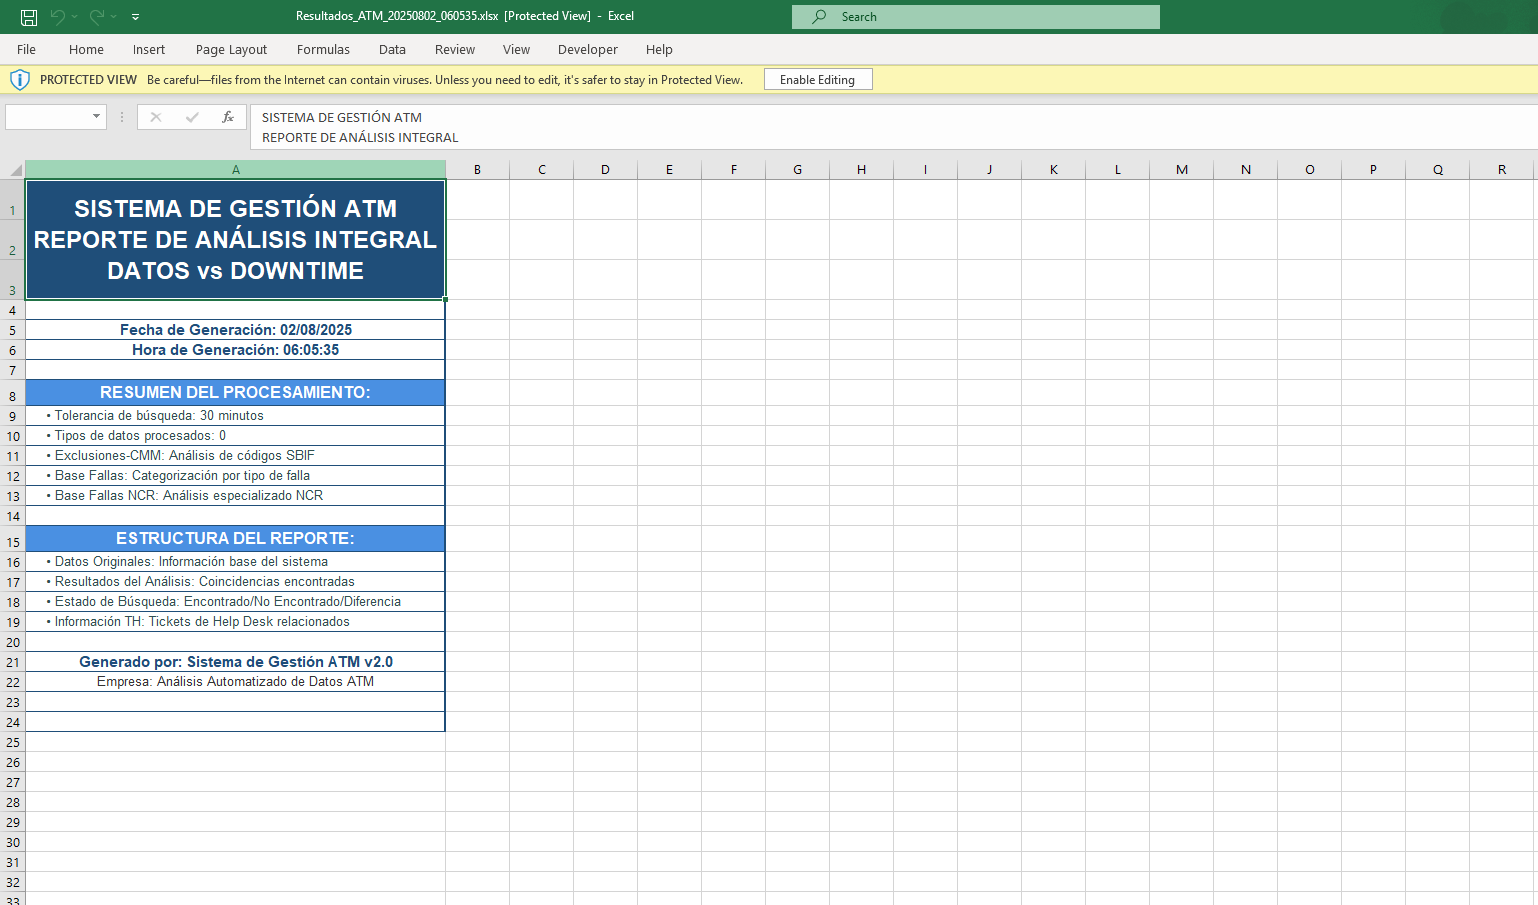 Resultados_ATM_20250802_060535.xlsx [Protected View] - Excel
Search
File Home Insert Page Layout Formulas Data Review View Developer Help
PROTECTED VIEW Be careful—files from the Internet can contain viruses. Unless you need to edit, it's safer to stay in Protected View. Enable Editing
fx
SISTEMA DE GESTIÓN ATM
REPORTE DE ANÁLISIS INTEGRAL
A B C D E F G H I J K L M N O P Q R
1 SISTEMA DE GESTIÓN ATM
2 REPORTE DE ANÁLISIS INTEGRAL
3 DATOS vs DOWNTIME
4
5 Fecha de Generación: 02/08/2025
6 Hora de Generación: 06:05:35
7
8 RESUMEN DEL PROCESAMIENTO:
9 • Tolerancia de búsqueda: 30 minutos
10 • Tipos de datos procesados: 0
11 • Exclusiones-CMM: Análisis de códigos SBIF
12 • Base Fallas: Categorización por tipo de falla
13 • Base Fallas NCR: Análisis especializado NCR
14
15 ESTRUCTURA DEL REPORTE:
16 • Datos Originales: Información base del sistema
17 • Resultados del Análisis: Coincidencias encontradas
18 • Estado de Búsqueda: Encontrado/No Encontrado/Diferencia
19 • Información TH: Tickets de Help Desk relacionados
20
21 Generado por: Sistema de Gestión ATM v2.0
22 Empresa: Análisis Automatizado de Datos ATM
23
24
25
26
27
28
29
30
31
32
33